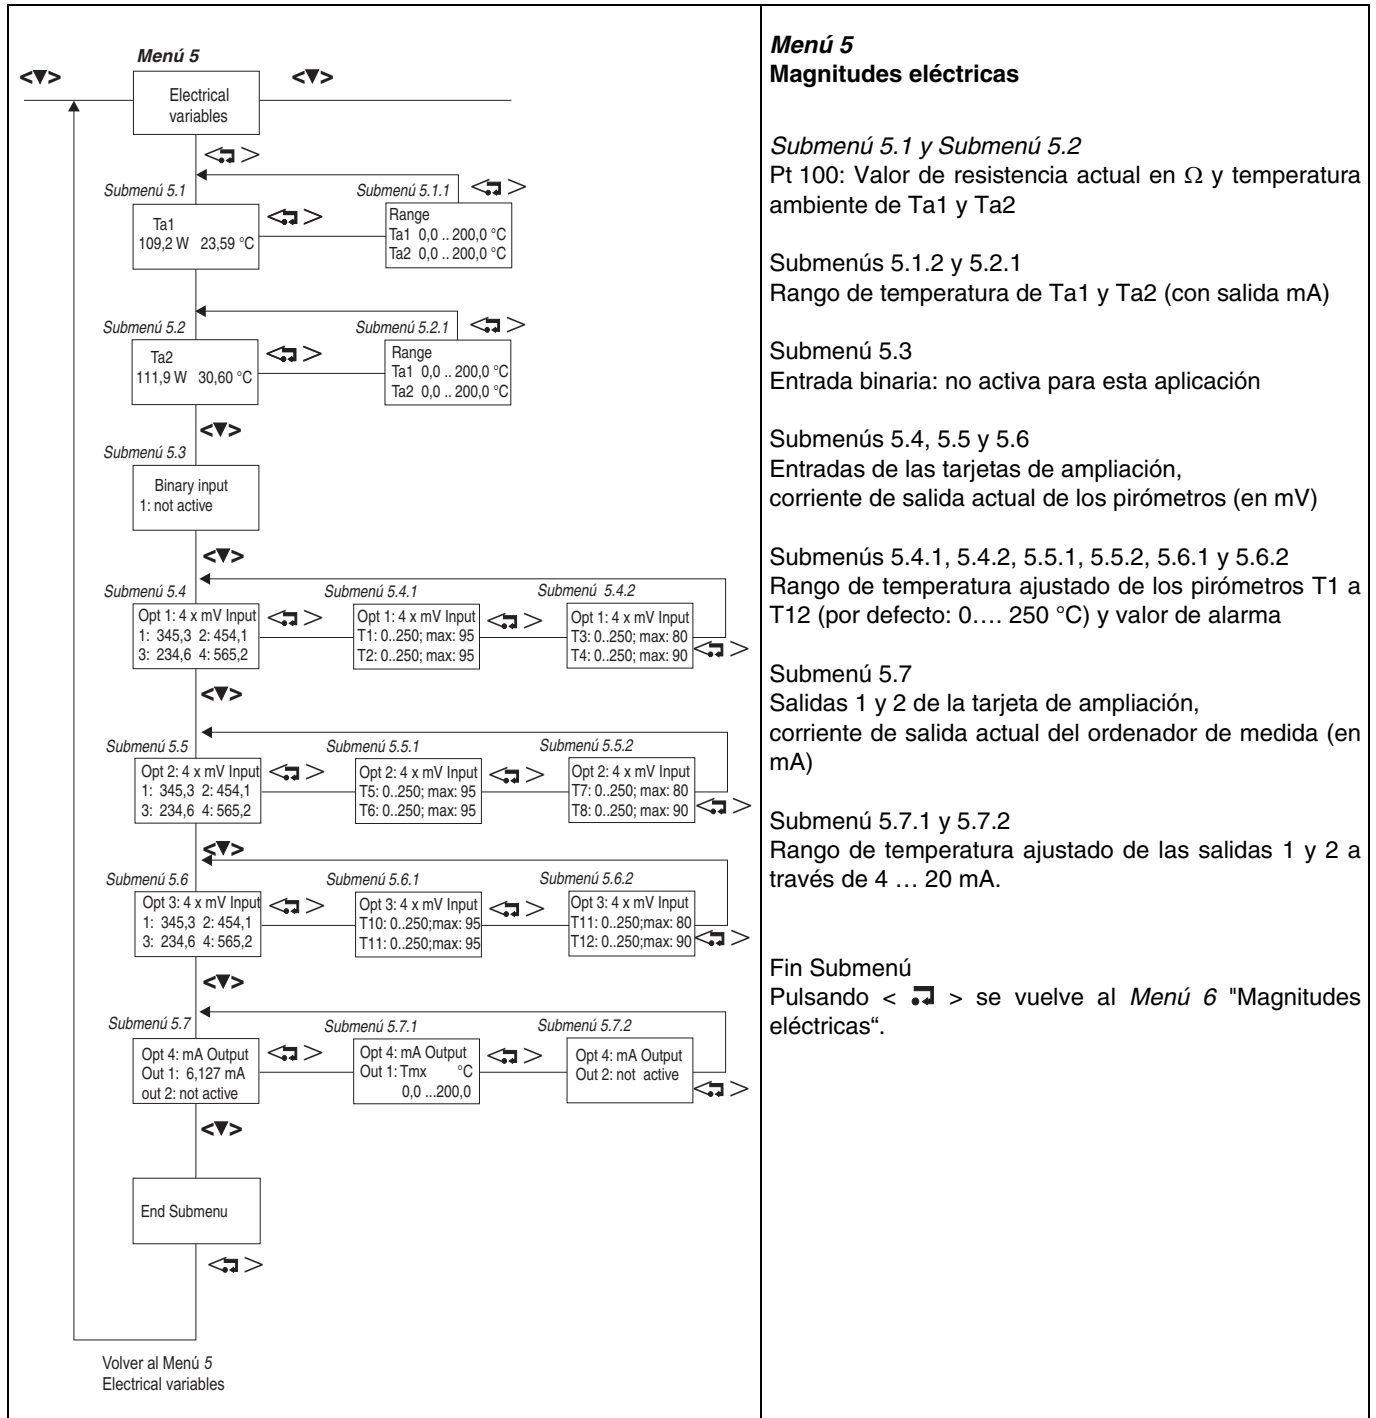 Menú 5
<▼> <▼>
Electrical
variables
< >
Submenú 5.1 Submenú 5.1.1 < >
Ta1 < > Range
109,2 W 23,59 °C Ta1 0,0 .. 200,0 °C
Ta2 0,0 .. 200,0 °C
Submenú 5.2 Submenú 5.2.1 < >
Ta2 < > Range
111,9 W 30,60 °C Ta1 0,0 .. 200,0 °C
Ta2 0,0 .. 200,0 °C
<▼>
Submenú 5.3
Binary input
1: not active
<▼>
Submenú 5.4 Submenú 5.4.1 Submenú 5.4.2
Opt 1: 4 x mV Input < > Opt 1: 4 x mV Input < > Opt 1: 4 x mV Input
1: 345,3 2: 454,1 T1: 0..250; max: 95 T3: 0..250; max: 80
3: 234,6 4: 565,2 T2: 0..250; max: 95 T4: 0..250; max: 90 < >
<▼>
Submenú 5.5 Submenú 5.5.1 Submenú 5.5.2
Opt 2: 4 x mV Input < > Opt 2: 4 x mV Input < > Opt 2: 4 x mV Input
1: 345,3 2: 454,1 T5: 0..250; max: 95 T7: 0..250; max: 80
3: 234,6 4: 565,2 T6: 0..250; max: 95 T8: 0..250; max: 90 < >
<▼>
Submenú 5.6 Submenú 5.6.1 Submenú 5.6.2
Opt 3: 4 x mV Input < > Opt 3: 4 x mV Input < > Opt 3: 4 x mV Input
1: 345,3 2: 454,1 T10: 0..250;max: 95 T11: 0..250;max: 80
3: 234,6 4: 565,2 T11: 0..250;max: 95 T12: 0..250;max: 90 < >
<▼>
Submenú 5.7 Submenú 5.7.1 Submenú 5.7.2
Opt 4: mA Output < > Opt 4: mA Output < > Opt 4: mA Output
Out 1: 6,127 mA Out 1: Tmx °C Out 2: not active
out 2: not active 0,0 ...200,0 < >
<▼>
End Submenu
< >
Volver al Menú 5
Electrical variables
Menú 5
Magnitudes eléctricas
Submenú 5.1 y Submenú 5.2
Pt 100: Valor de resistencia actual en Ω y temperatura
ambiente de Ta1 y Ta2
Submenús 5.1.2 y 5.2.1
Rango de temperatura de Ta1 y Ta2 (con salida mA)
Submenú 5.3
Entrada binaria: no activa para esta aplicación
Submenús 5.4, 5.5 y 5.6
Entradas de las tarjetas de ampliación,
corriente de salida actual de los pirómetros (en mV)
Submenús 5.4.1, 5.4.2, 5.5.1, 5.5.2, 5.6.1 y 5.6.2
Rango de temperatura ajustado de los pirómetros T1 a
T12 (por defecto: 0…. 250 °C) y valor de alarma
Submenú 5.7
Salidas 1 y 2 de la tarjeta de ampliación,
corriente de salida actual del ordenador de medida (en
mA)
Submenú 5.7.1 y 5.7.2
Rango de temperatura ajustado de las salidas 1 y 2 a
través de 4 … 20 mA.
Fin Submenú
Pulsando < > se vuelve al Menú 6 "Magnitudes
eléctricas“.